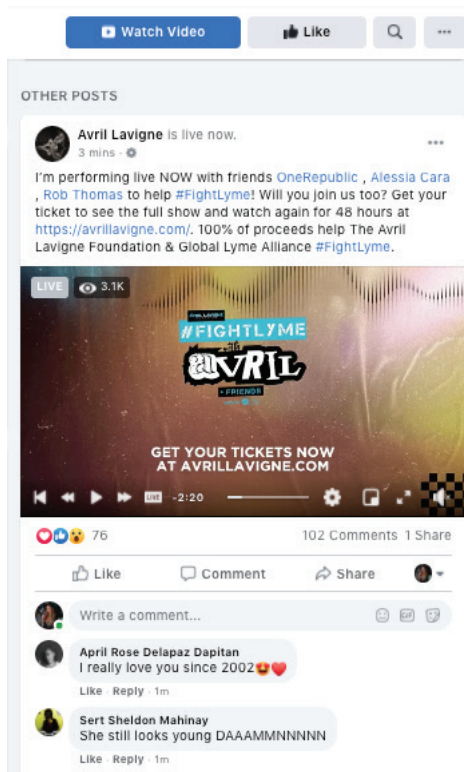 Watch Video
Like
OTHER POSTS
Avril Lavigne is live now.
3 mins ·
I'm performing live NOW with friends OneRepublic , Alessia Cara
, Rob Thomas to help #FightLyme! Will you join us too? Get your
ticket to see the full show and watch again for 48 hours at
https://avrillavigne.com/. 100% of proceeds help The Avril
Lavigne Foundation & Global Lyme Alliance #FightLyme.
LIVE 3.1K
#FIGHTLYME
AVRIL
+ FRIENDS
GET YOUR TICKETS NOW
AT AVRILLAVIGNE.COM
LIVE -2:20
76 102 Comments 1 Share
Like Comment Share
Write a comment...
GIF
April Rose Delapaz Dapitan
I really love you since 2002
Like · Reply · 1m
Sert Sheldon Mahinay
She still looks young DAAAMMNNNNN
Like · Reply · 1m